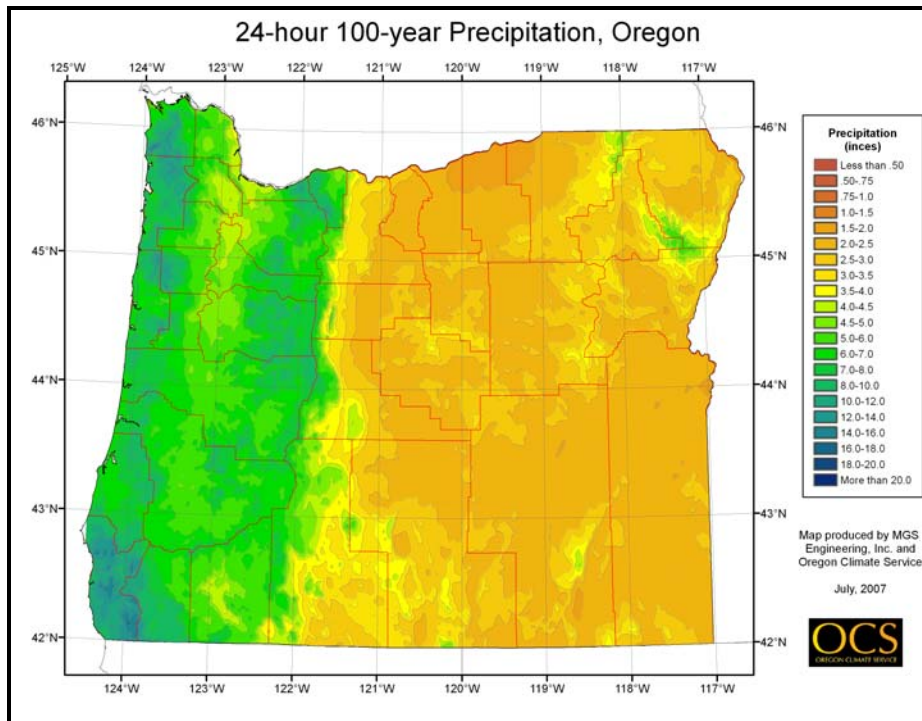 24-hour 100-year Precipitation, Oregon
125°W 124°W 123°W 122°W 121°W 120°W 119°W 118°W 117°W
46°N 46°N
45°N 45°N
44°N 44°N
43°N 43°N
42°N 42°N
124°W 123°W 122°W 121°W 120°W 119°W 118°W 117°W
Precipitation
(inces)
Less than .50
.50-.75
.75-1.0
1.0-1.5
1.5-2.0
2.0-2.5
2.5-3.0
3.0-3.5
3.5-4.0
4.0-4.5
4.5-5.0
5.0-6.0
6.0-7.0
7.0-8.0
8.0-10.0
10.0-12.0
12.0-14.0
14.0-16.0
16.0-18.0
18.0-20.0
More than 20.0
Map produced by MGS
Engineering, Inc. and
Oregon Climate Service
July, 2007
OCS
OREGON CLIMATE SERVICE